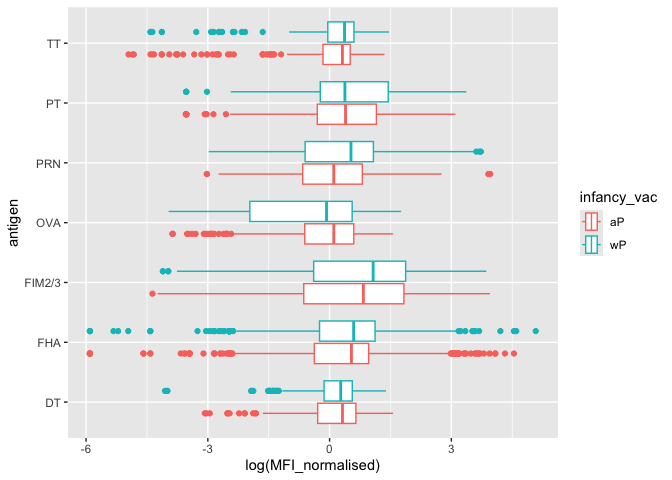 TT
PT
PRN
OVA
FIM2/3
FHA
DT
antigen
-6 -3 0 3
log(MFI_normalised)
infancy_vac
aP
wP